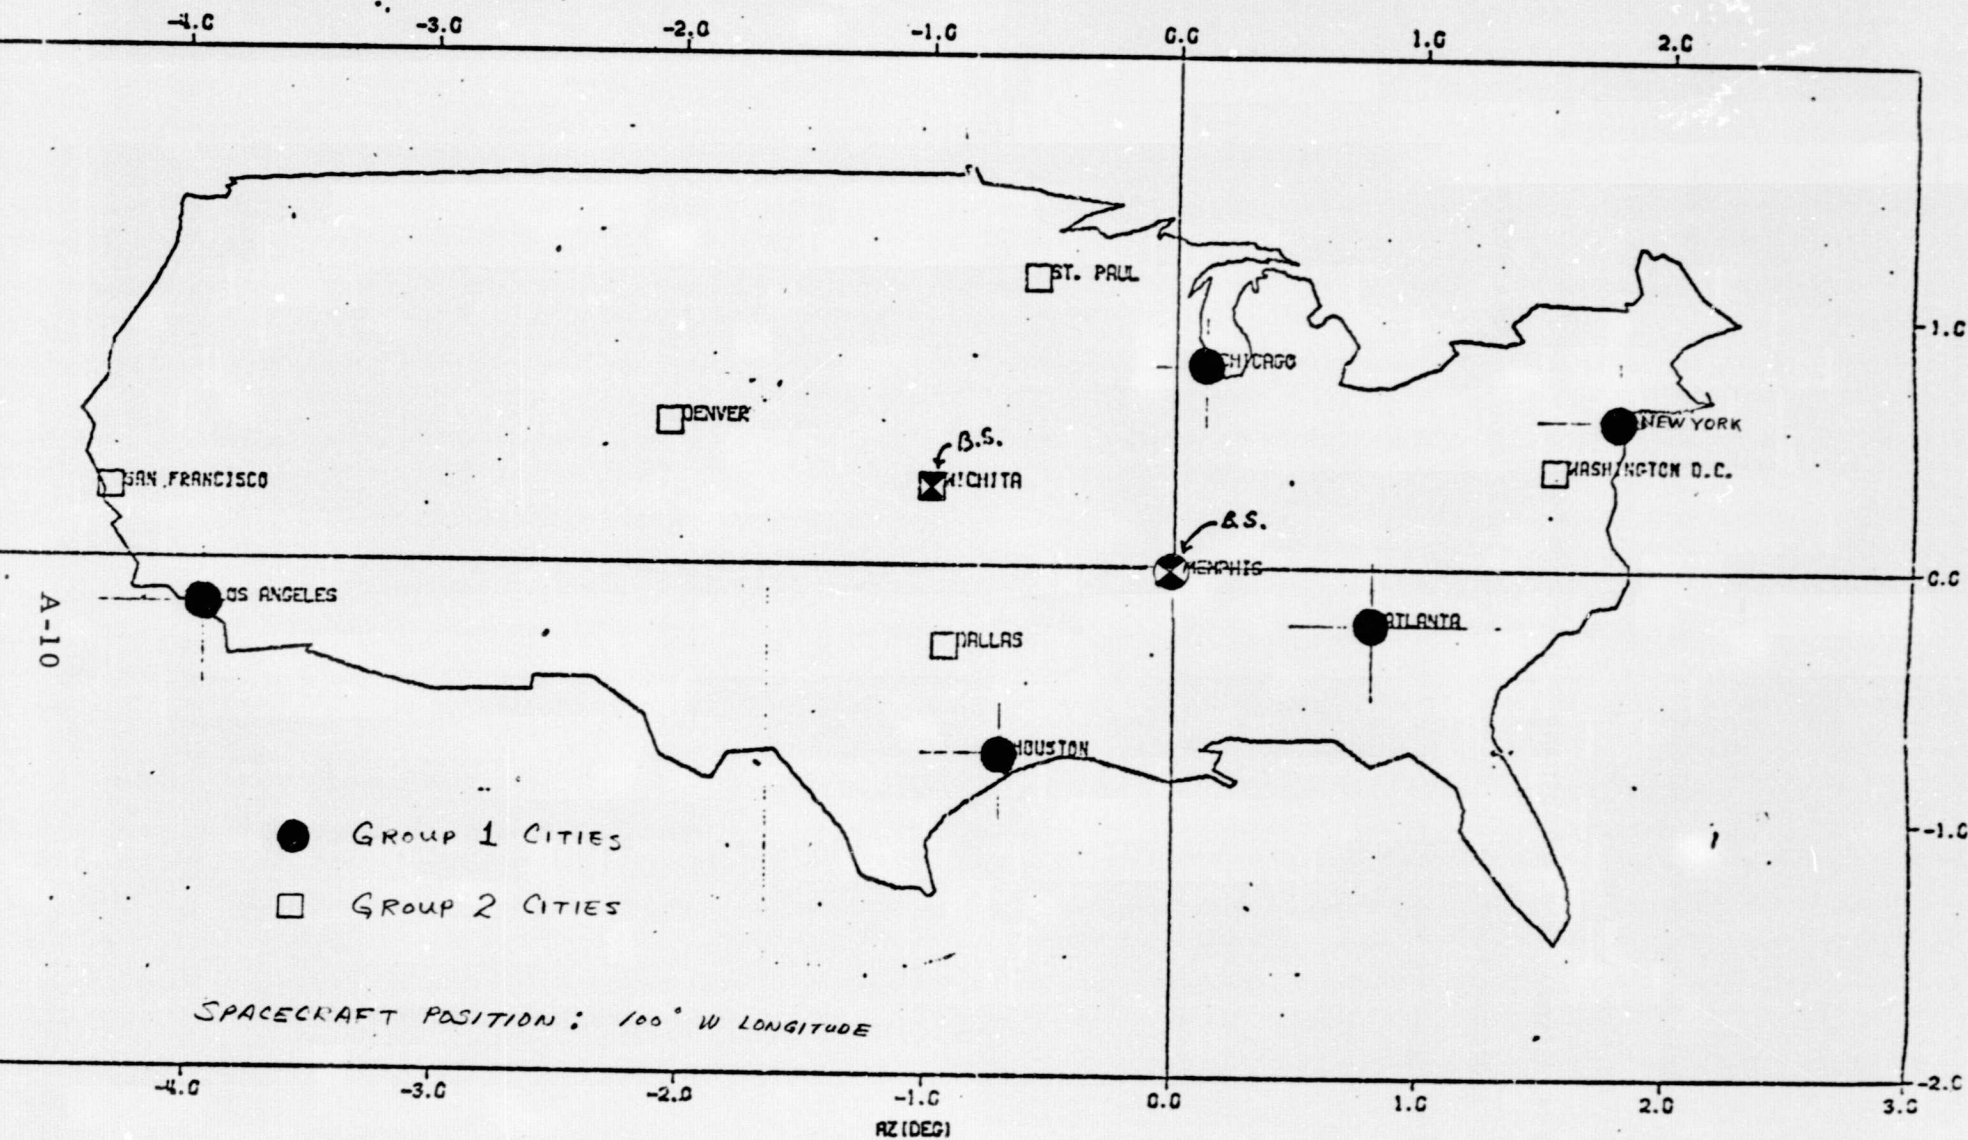 -4.0 -3.0 -2.0 -1.0 0.0 1.0 2.0
ST. PAUL
1.0
CHICAGO
DENVER
NEW YORK
B.S.
SAN FRANCISCO
WICHITA
WASHINGTON D.C.
B.S.
MEMPHIS
0.0
A-10
LOS ANGELES
ATLANTA
DALLAS
HOUSTON
GROUP 1 CITIES
-1.0
GROUP 2 CITIES
SPACECRAFT POSITION: 100° W LONGITUDE
-4.0 -3.0 -2.0 -1.0 0.0 1.0 2.0 3.0
-2.0
AZ(DEG)